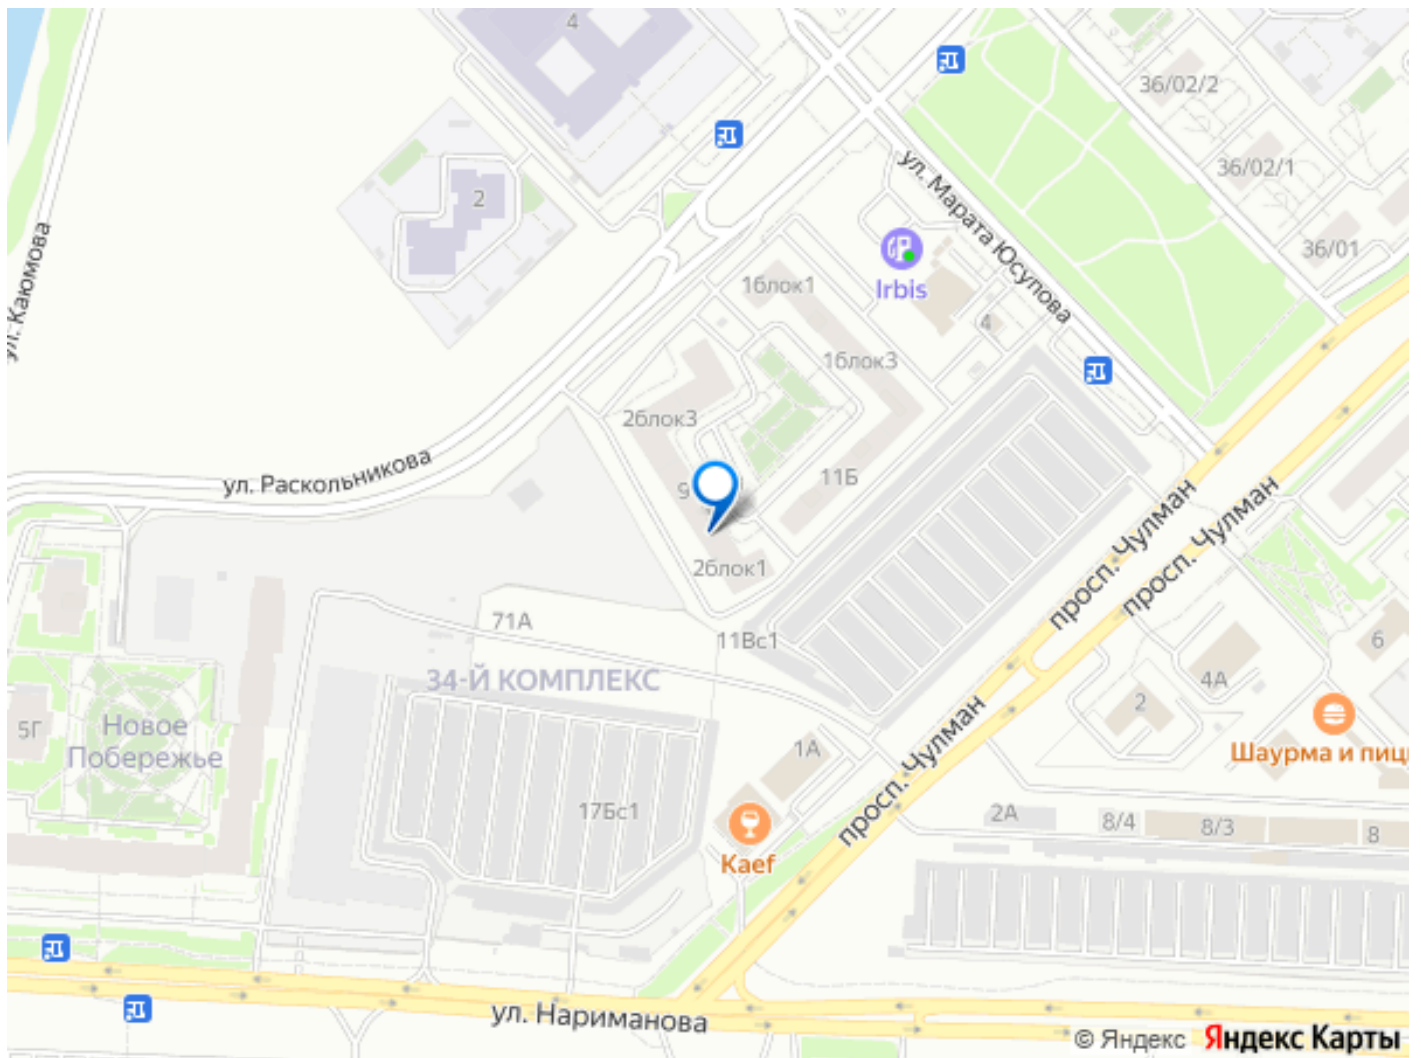 4
36/02/2
ул. Марата Юсупова
36/02/1
2
36/01
ул. Каюмова
Irbis
1блок1
4
1блок3
2блок3
ул. Раскольникова
11Б
9
просп. Чулман
просп. Чулман
2блок1
71А
11Вс1
6
34-Й КОМПЛЕКС
4А
2
5Г
Новое
Побережье
1А
Шаурма и пиц
просп. Чулман
17Бс1
2А
8/4
8/3
8
Kaef
ул. Нариманова
© Яндекс Яндекс Карты